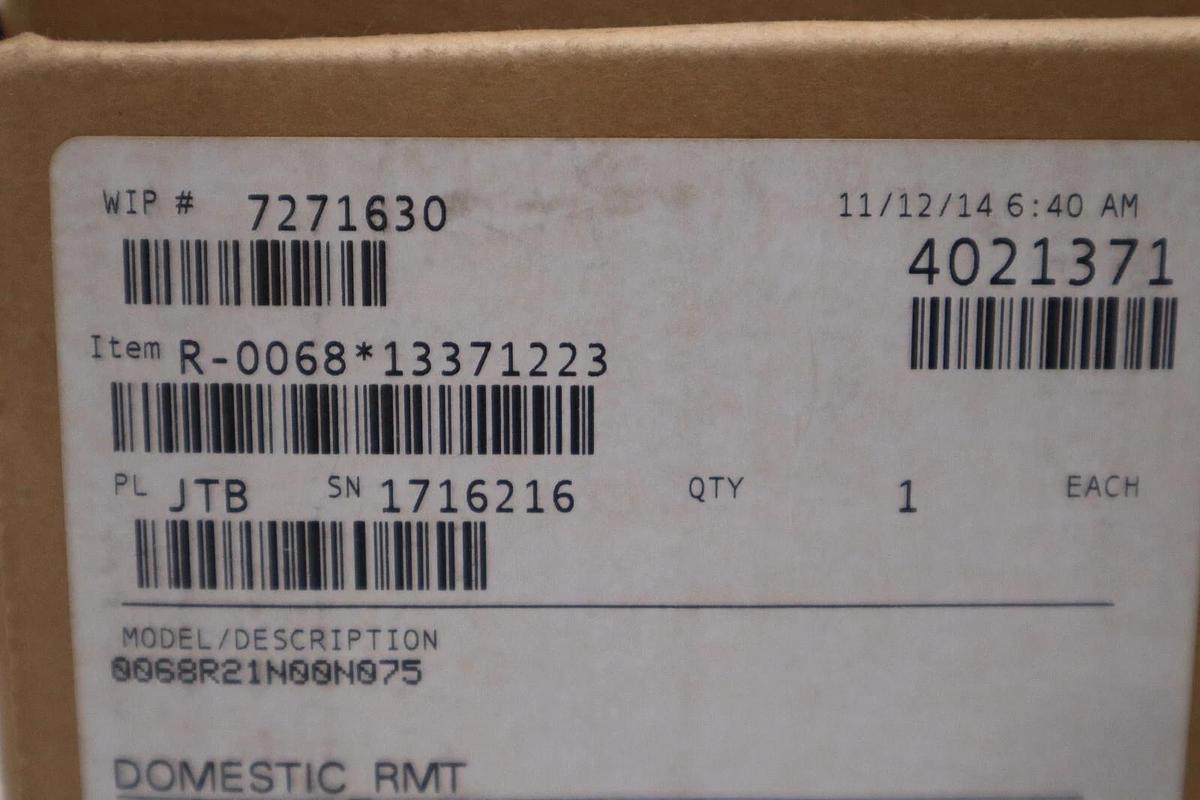 WIP # 7271630
11/12/14 6:40 AM
4021371
Item R-0068*13371223
PL JTB SN 1716216 QTY 1 EACH
MODEL/DESCRIPTION
0068R21N00N075
DOMESTIC RMT